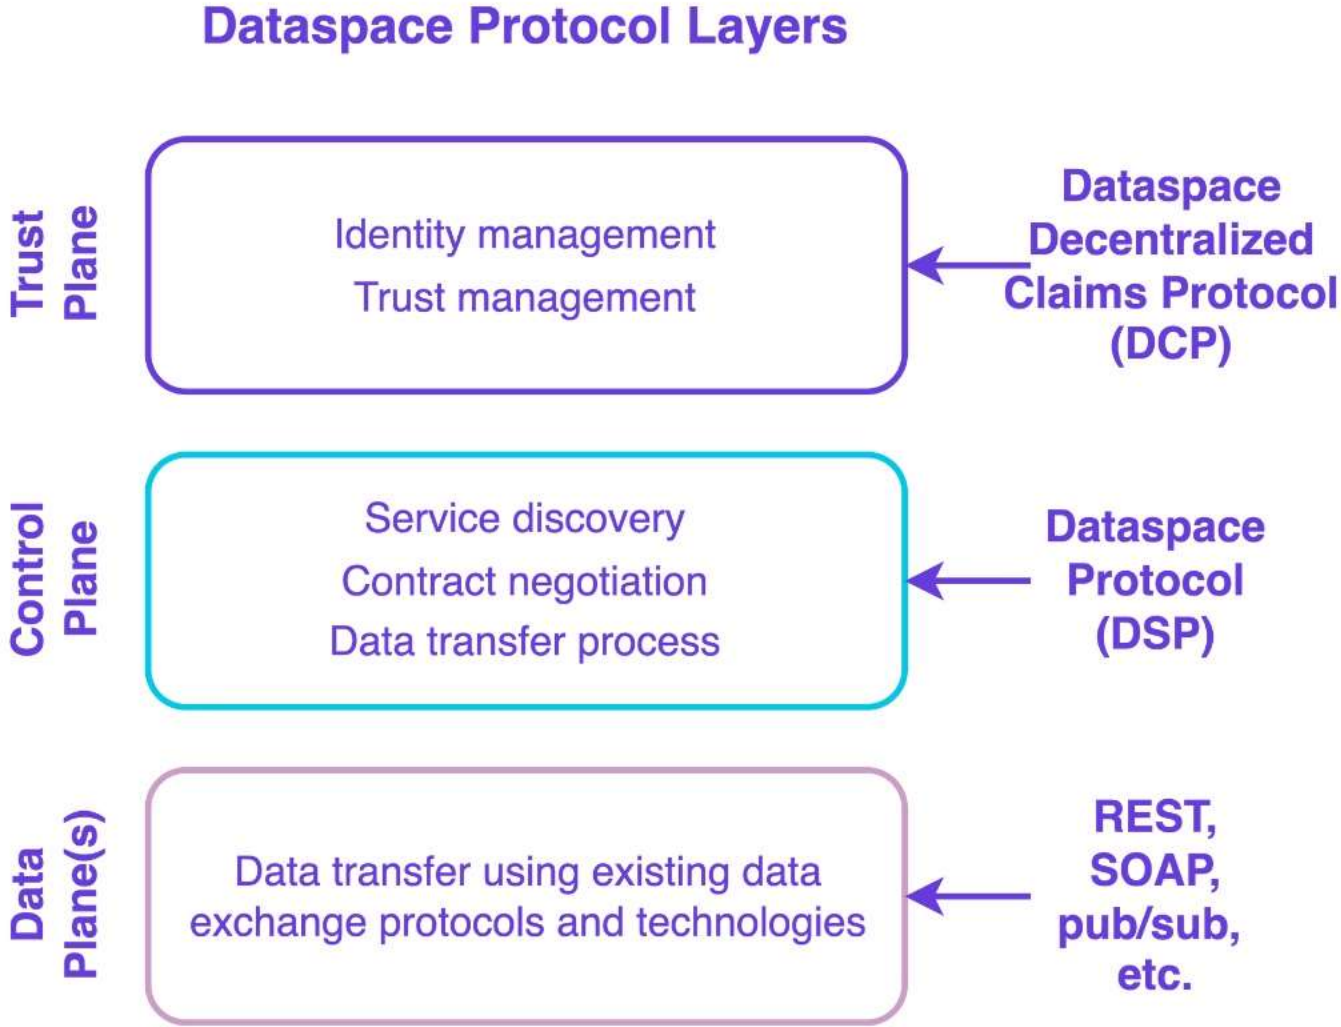 Dataspace Protocol Layers
Trust
Plane
Identity management
Trust management
Dataspace
Decentralized
Claims Protocol
(DCP)
Control
Plane
Service discovery
Contract negotiation
Data transfer process
Dataspace
Protocol
(DSP)
Data
Plane(s)
Data transfer using existing data
exchange protocols and technologies
REST,
SOAP,
pub/sub,
etc.